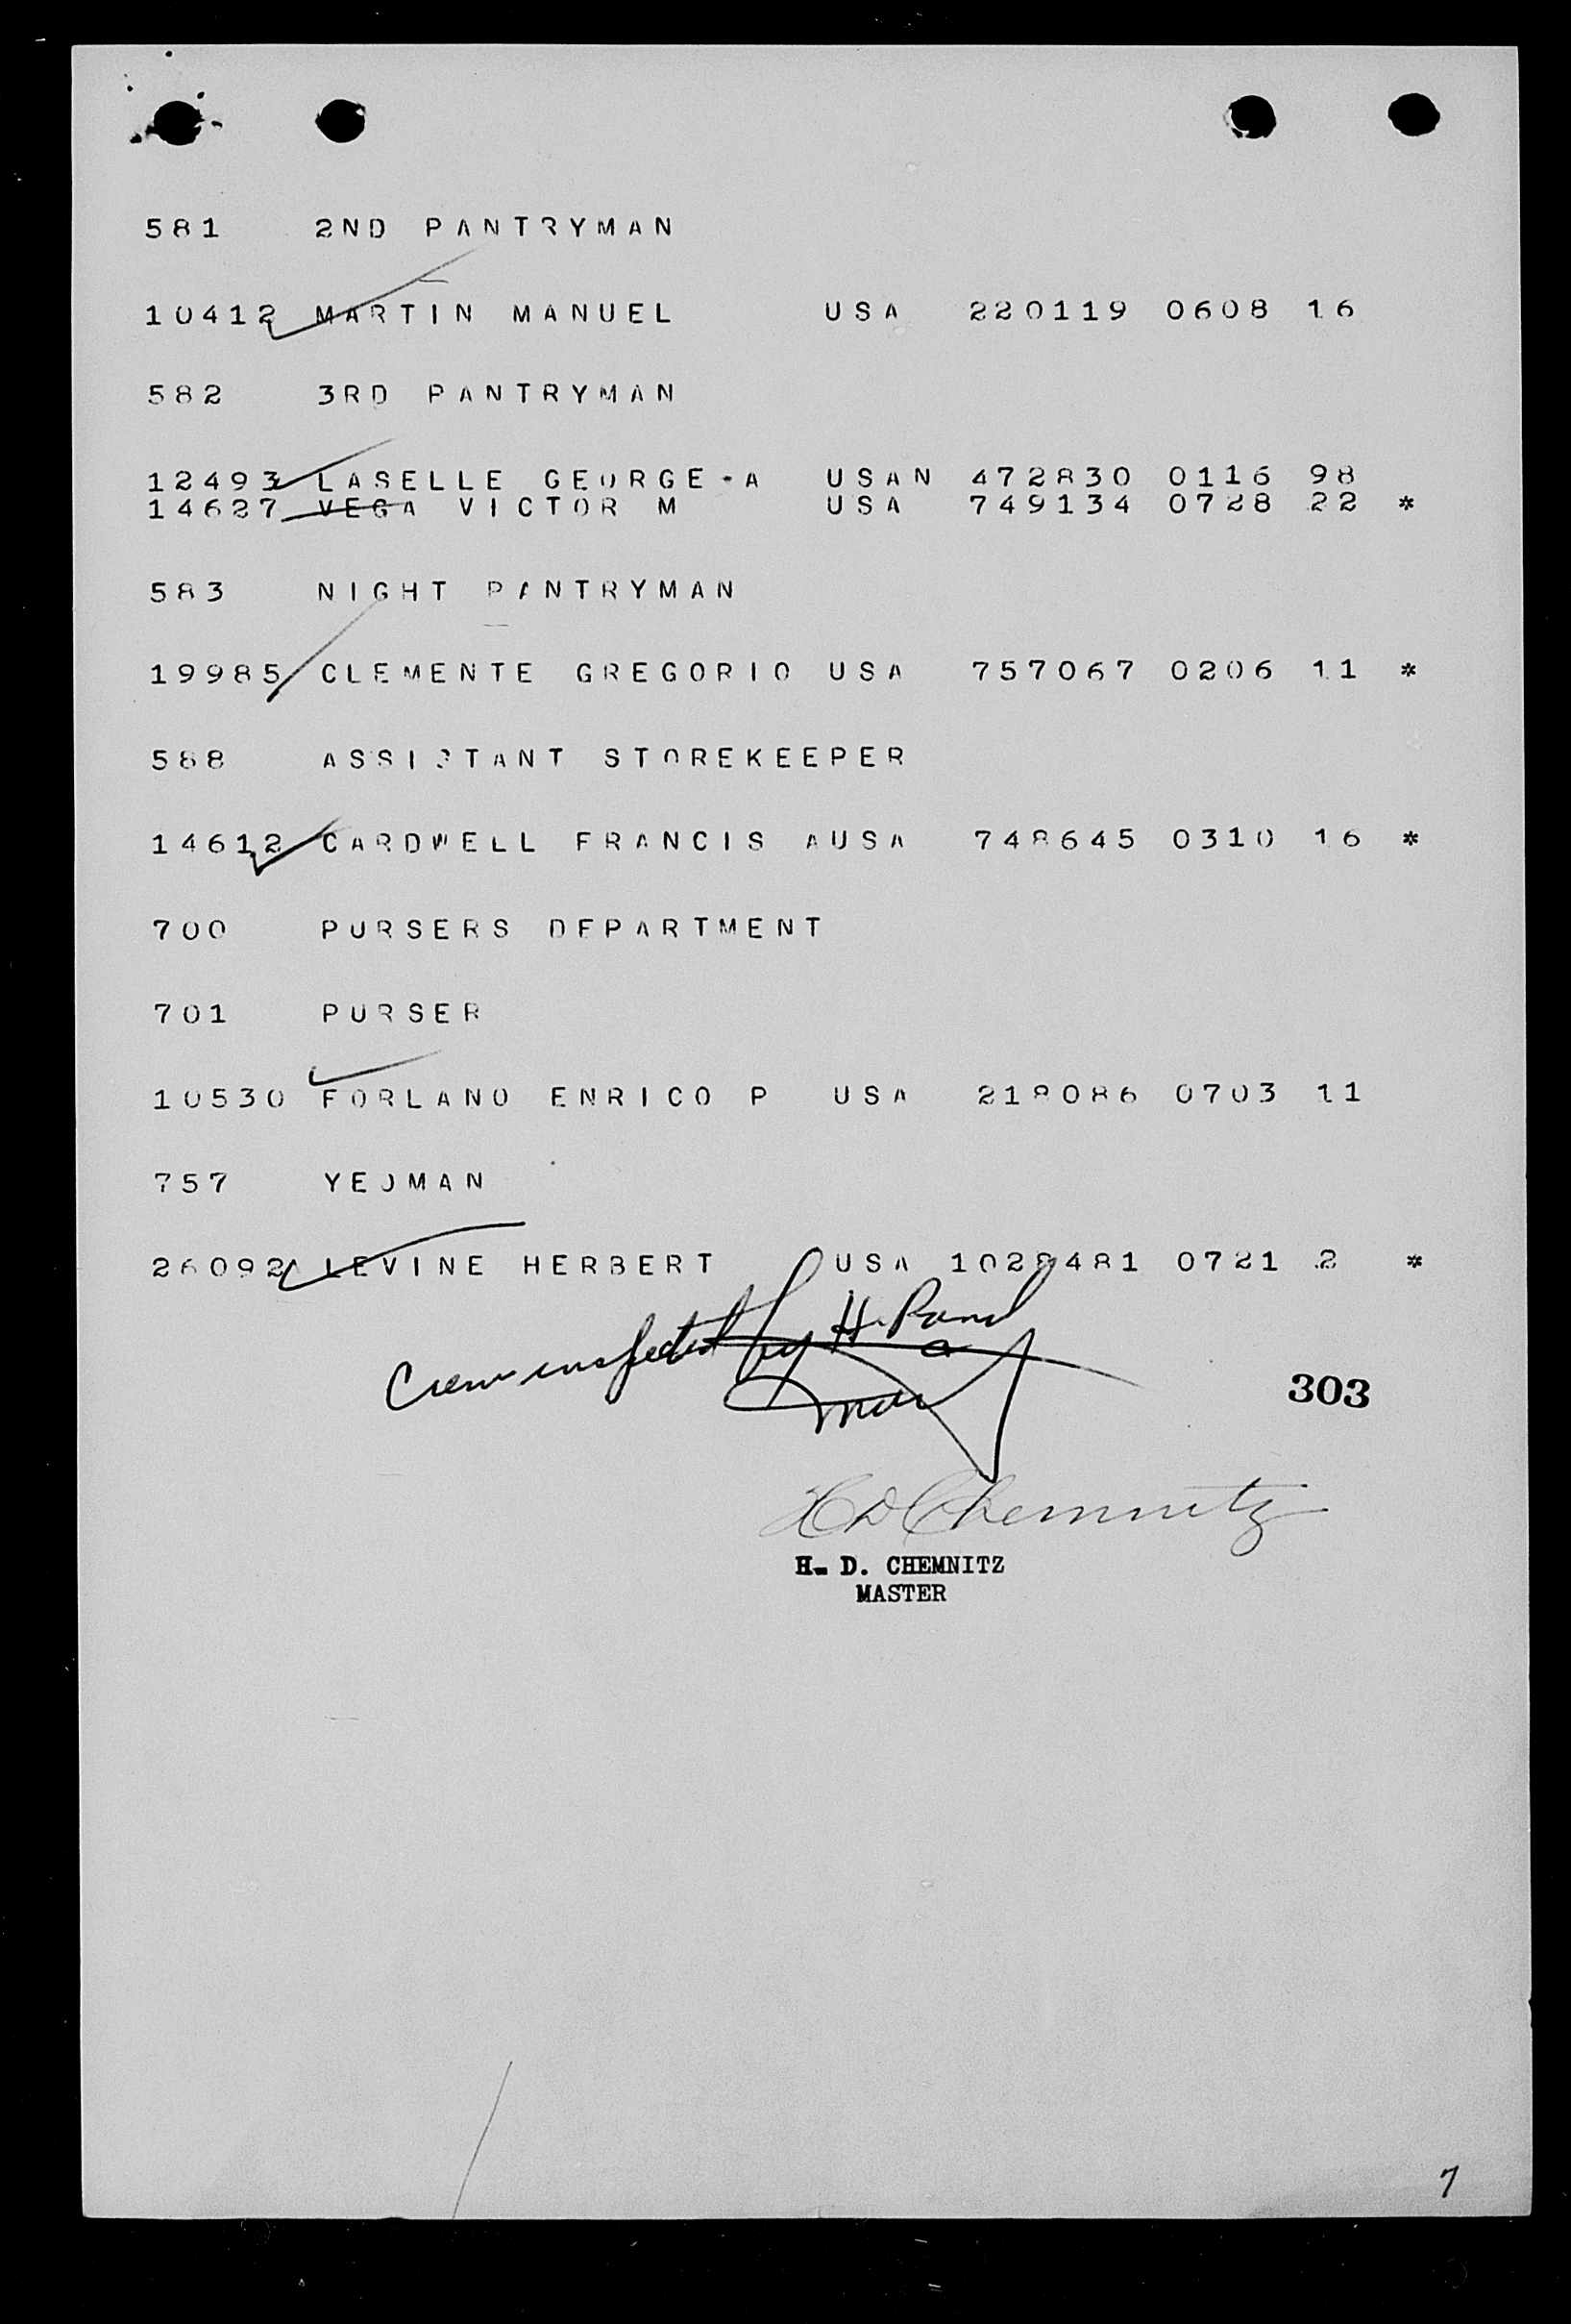 581 2ND PANTRYMAN
10412 MARTIN MANUEL USA 220119 0608 16
582 3RD PANTRYMAN
12493 LASELLE GEORGE-A USAN 472830 0116 98
14627 VEGA VICTOR M USA 749134 0728 22 *
583 NIGHT PANTRYMAN
19985 CLEMENTE GREGORIO USA 757067 0206 11 *
588 ASSISTANT STOREKEEPER
14612 CARDWELL FRANCIS AUSA 748645 0310 16 *
700 PURSERS DEPARTMENT
701 PURSER
10530 FORLANO ENRICO P USA 218086 0703 11
757 YEOMAN
26092 LEVINE HERBERT USA 1028481 0721 2 *
Crew inspected by H.
303
HD Chemnitz
H- D. CHEMNITZ
MASTER
7